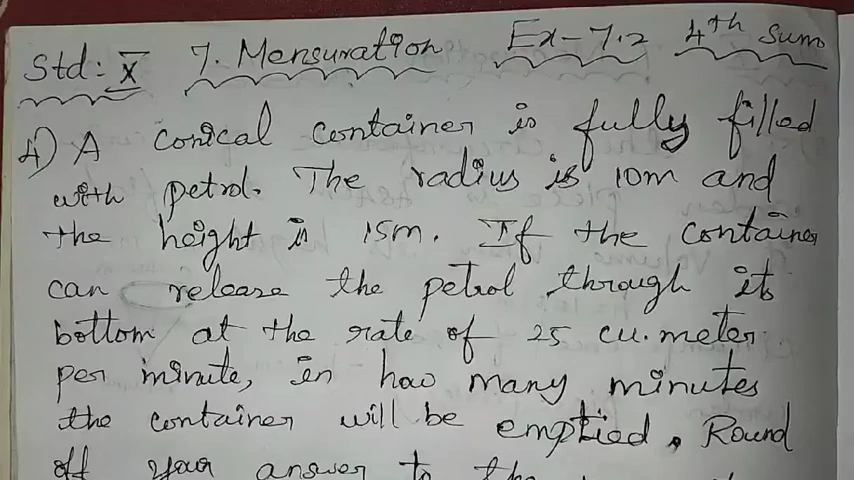 Std: X 7. Mensuration Ex-7.2 4th Sum
4) A conical container is fully filled
with petrol. The radius is 10m and
the height is 15m. If the container
can release the petrol through its
bottom at the rate of 25 cu.meter
per minute, in how many minutes
the container will be emptied. Round
off your answer to the